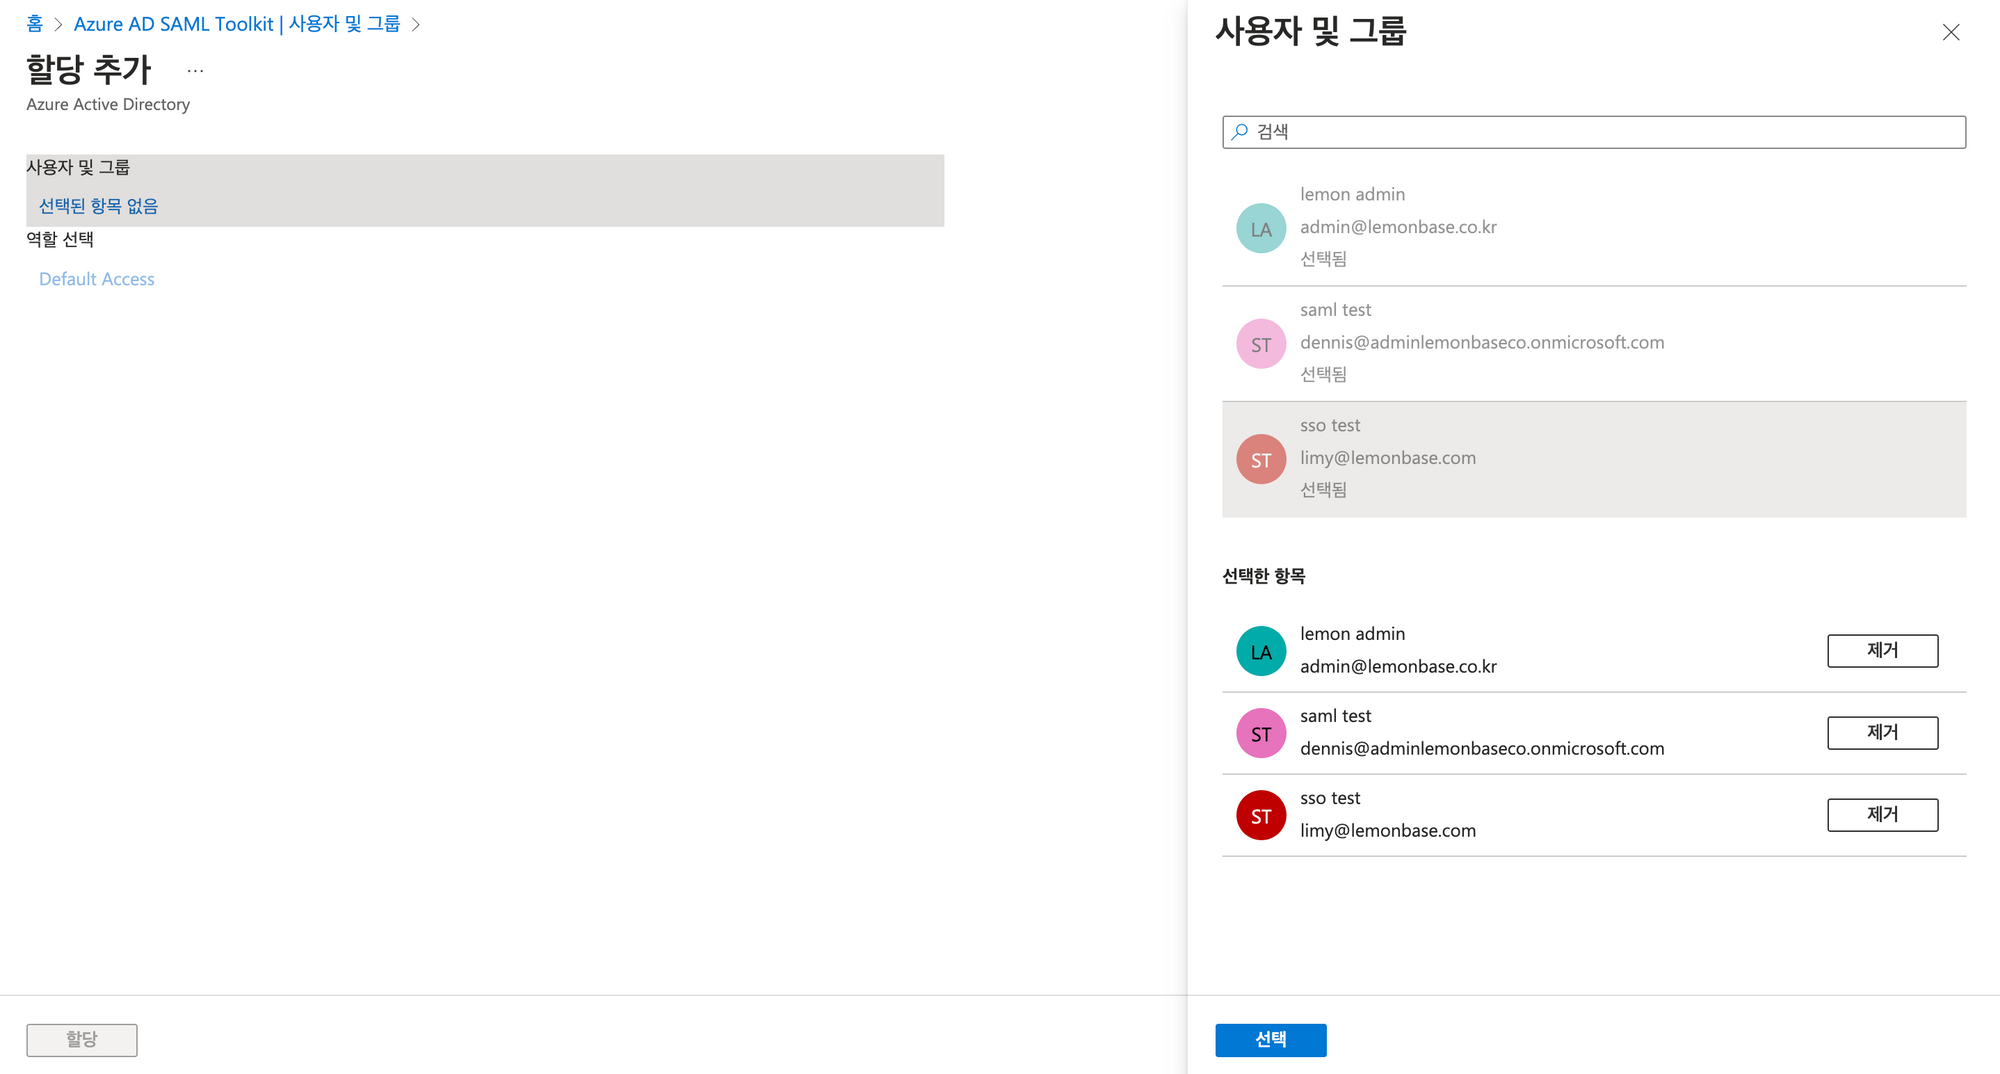 홈 > Azure AD SAML Toolkit | 사용자 및 그룹 >
할당 추가 ...
Azure Active Directory
사용자 및 그룹
선택된 항목 없음
역할 선택
Default Access
할당
사용자 및 그룹
검색
LA
lemon admin
admin@lemonbase.co.kr
선택됨
ST
saml test
dennis@adminlemonbaseco.onmicrosoft.com
선택됨
ST
sso test
limy@lemonbase.com
선택됨
선택한 항목
LA
lemon admin
admin@lemonbase.co.kr
제거
ST
saml test
dennis@adminlemonbaseco.onmicrosoft.com
제거
ST
sso test
limy@lemonbase.com
제거
선택